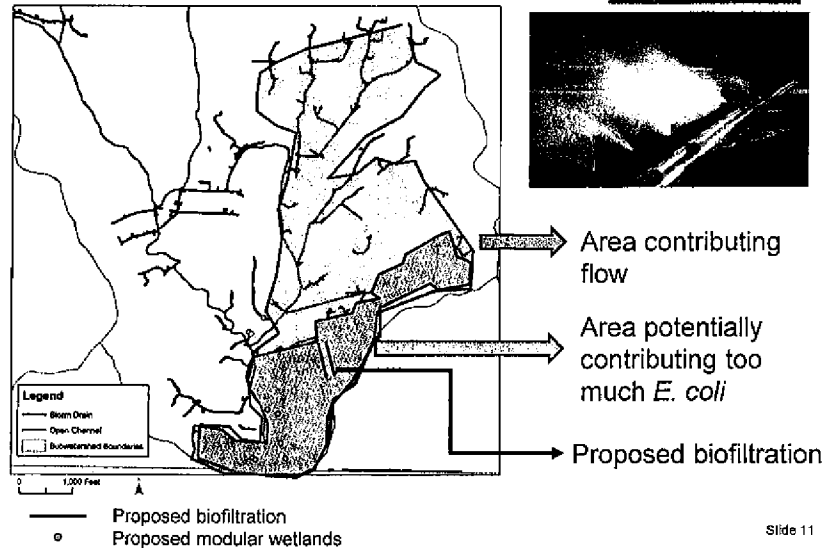 Area contributing
flow
Area potentially
contributing too
much E. coli
Proposed biofiltration
Legend
Storm Drain
Open Channel
Subwatershed Boundaries
0 1,000 Feet
Proposed biofiltration
Proposed modular wetlands
Slide 11